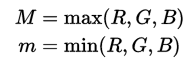 M = max(R, G, B)
m = min(R, G, B)